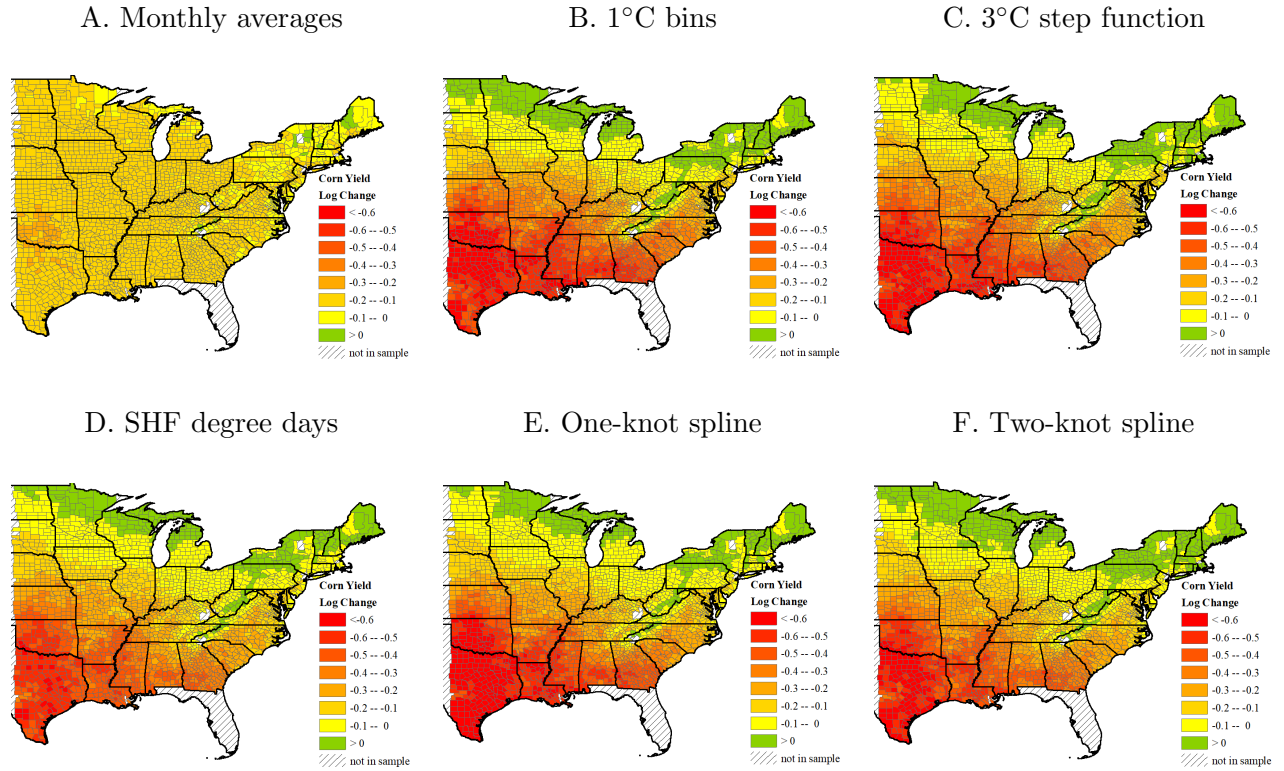 A. Monthly averages
B. 1°C bins
C. 3°C step function
Corn Yield
Log Change
< -0.6
-0.6 -- -0.5
-0.5 -- -0.4
-0.4 -- -0.3
-0.3 -- -0.2
-0.2 -- -0.1
-0.1 -- 0
> 0
not in sample
Corn Yield
Log Change
< -0.6
-0.6 -- -0.5
-0.5 -- -0.4
-0.4 -- -0.3
-0.3 -- -0.2
-0.2 -- -0.1
-0.1 -- 0
> 0
not in sample
Corn Yield
Log Change
< -0.6
-0.6 -- -0.5
-0.5 -- -0.4
-0.4 -- -0.3
-0.3 -- -0.2
-0.2 -- -0.1
-0.1 -- 0
> 0
not in sample
D. SHF degree days
E. One-knot spline
F. Two-knot spline
Corn Yield
Log Change
<-0.6
-0.6 -- -0.5
-0.5 -- -0.4
-0.4 -- -0.3
-0.3 -- -0.2
-0.2 -- -0.1
-0.1 -- 0
> 0
not in sample
Corn Yield
Log Change
< -0.6
-0.6 -- -0.5
-0.5 -- -0.4
-0.4 -- -0.3
-0.3 -- -0.2
-0.2 -- -0.1
-0.1 -- 0
> 0
not in sample
Corn Yield
Log Change
< -0.6
-0.6 -- -0.5
-0.5 -- -0.4
-0.4 -- -0.3
-0.3 -- -0.2
-0.2 -- -0.1
-0.1 -- 0
> 0
not in sample